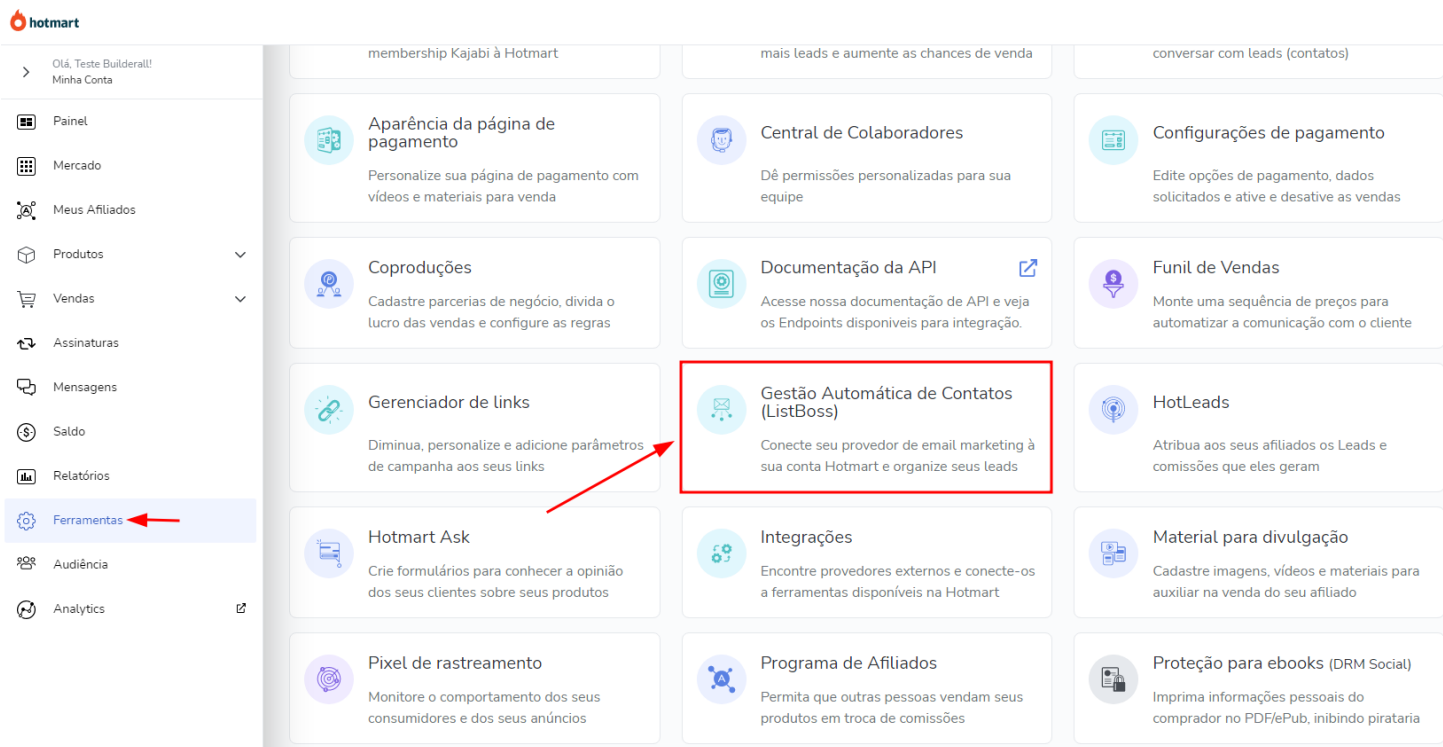 hotmart
Olá, Teste Builderall!
Minha Conta
Painel
Mercado
Meus Afiliados
Produtos
Vendas
Assinaturas
Mensagens
Saldo
Relatórios
Ferramentas
Audiência
Analytics
membership Kajabi à Hotmart
mais leads e aumente as chances de venda
conversar com leads (contatos)
Aparência da página de
pagamento
Personalize sua página de pagamento com
vídeos e materiais para venda
Central de Colaboradores
Dê permissões personalizadas para sua
equipe
Configurações de pagamento
Edite opções de pagamento, dados
solicitados e ative e desative as vendas
Coproduções
Cadastre parcerias de negócio, divida o
lucro das vendas e configure as regras
Documentação da API
Acesse nossa documentação de API e veja
os Endpoints disponiveis para integração.
Funil de Vendas
Monte uma sequência de preços para
automatizar a comunicação com o cliente
Gerenciador de links
Diminua, personalize e adicione parâmetros
de campanha aos seus links
Gestão Automática de Contatos
(ListBoss)
Conecte seu provedor de email marketing à
sua conta Hotmart e organize seus leads
HotLeads
Atribua aos seus afiliados os Leads e
comissões que eles geram
Hotmart Ask
Crie formulários para conhecer a opinião
dos seus clientes sobre seus produtos
Integrações
Encontre provedores externos e conecte-os
a ferramentas disponíveis na Hotmart
Material para divulgação
Cadastre imagens, vídeos e materiais para
auxiliar na venda do seu afiliado
Pixel de rastreamento
Monitore o comportamento dos seus
consumidores e dos seus anúncios
Programa de Afiliados
Permita que outras pessoas vendam seus
produtos em troca de comissões
Proteção para ebooks (DRM Social)
Imprima informações pessoais do
comprador no PDF/ePub, inibindo pirataria